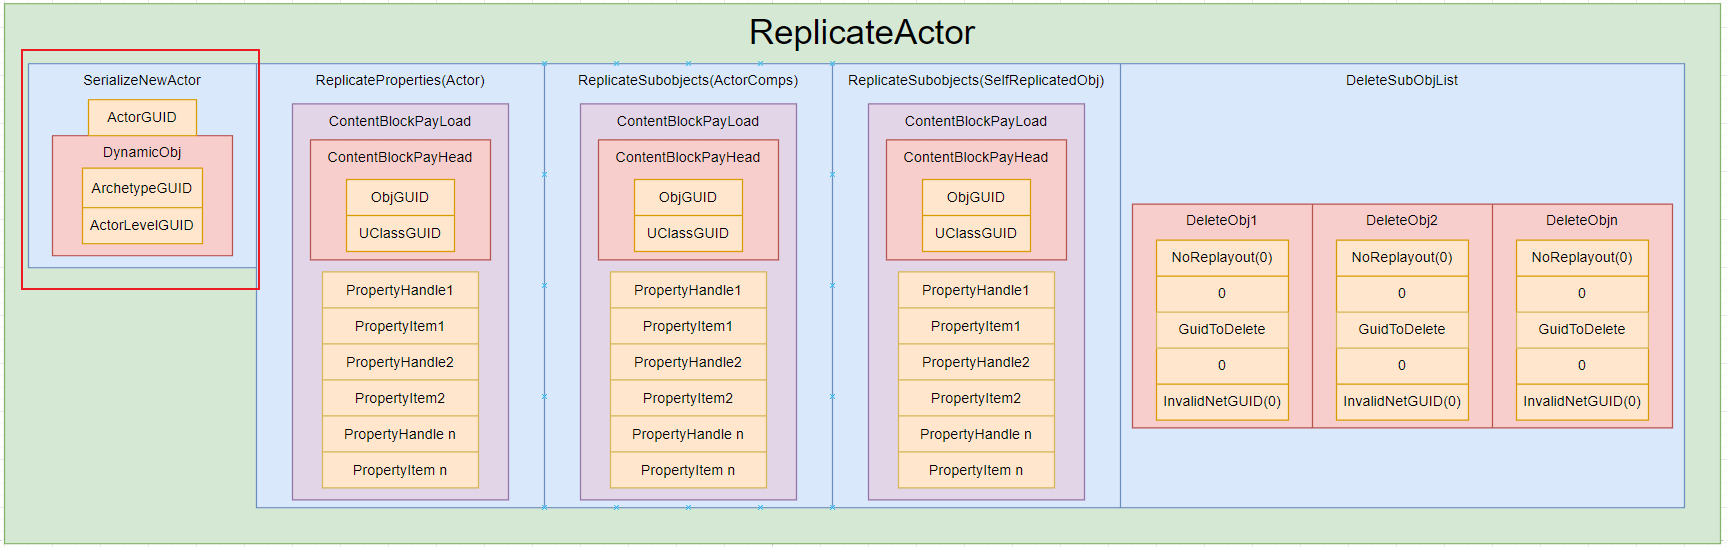 ReplicateActor
SerializeNewActor
ActorGUID
DynamicObj
ArchetypeGUID
ActorLevelGUID
ReplicateProperties(Actor)
ContentBlockPayLoad
ContentBlockPayHead
ObjGUID
UClassGUID
PropertyHandle1
PropertyItem1
PropertyHandle2
PropertyItem2
PropertyHandle n
PropertyItem n
ReplicateSubobjects(ActorComps)
ContentBlockPayLoad
ContentBlockPayHead
ObjGUID
UClassGUID
PropertyHandle1
PropertyItem1
PropertyHandle2
PropertyItem2
PropertyHandle n
PropertyItem n
ReplicateSubobjects(SelfReplicatedObj)
ContentBlockPayLoad
ContentBlockPayHead
ObjGUID
UClassGUID
PropertyHandle1
PropertyItem1
PropertyHandle2
PropertyItem2
PropertyHandle n
PropertyItem n
DeleteSubObjList
DeleteObj1
NoReplayout(0)
0
GuidToDelete
0
InvalidNetGUID(0)
DeleteObj2
NoReplayout(0)
0
GuidToDelete
0
InvalidNetGUID(0)
DeleteObjn
NoReplayout(0)
0
GuidToDelete
0
InvalidNetGUID(0)